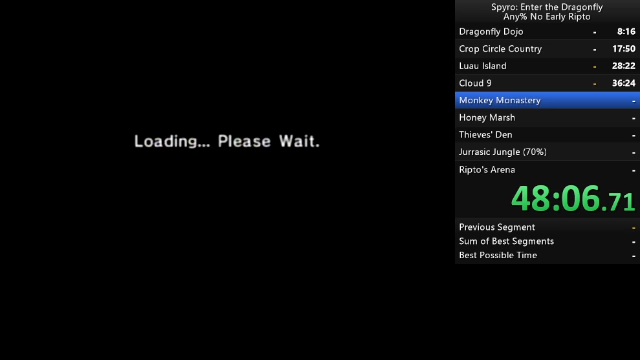 Loading... Please Wait.
Spyro: Enter the Dragonfly
Any% No Early Ripto
Dragonfly Dojo - 8:16
Crop Circle Country - 17:50
Luau Island - 28:22
Cloud 9 - 36:24
Monkey Monastery -
Honey Marsh -
Thieves' Den -
Jurrasic Jungle (70%) -
Ripto's Arena -
48:06.71
Previous Segment -
Sum of Best Segments -
Best Possible Time -